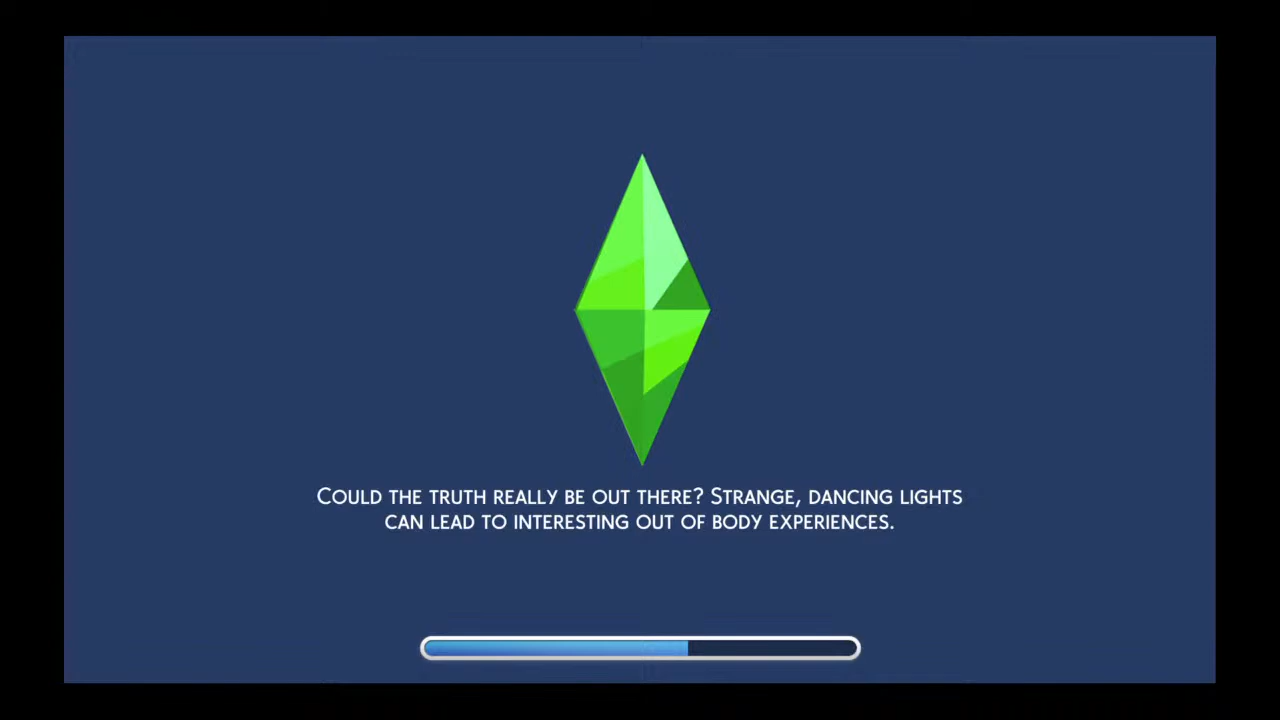 Could the truth really be out there? Strange, dancing lights
can lead to interesting out of body experiences.